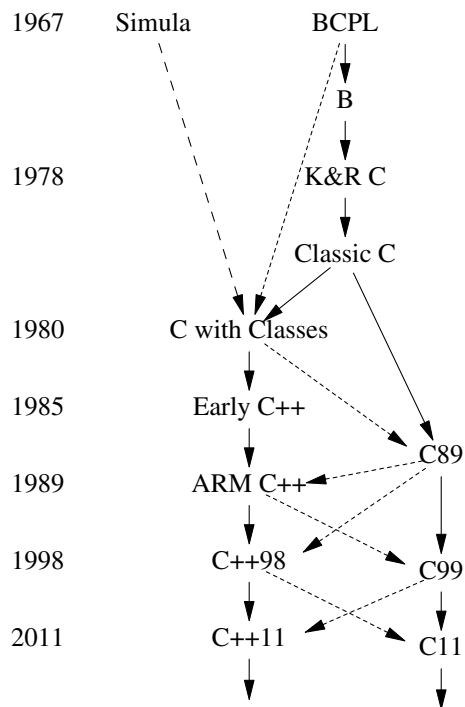 1967 Simula BCPL
B
1978 K&R C
Classic C
1980 C with Classes
1985 Early C++
C89
1989 ARM C++
1998 C++98 C99
2011 C++11 C11